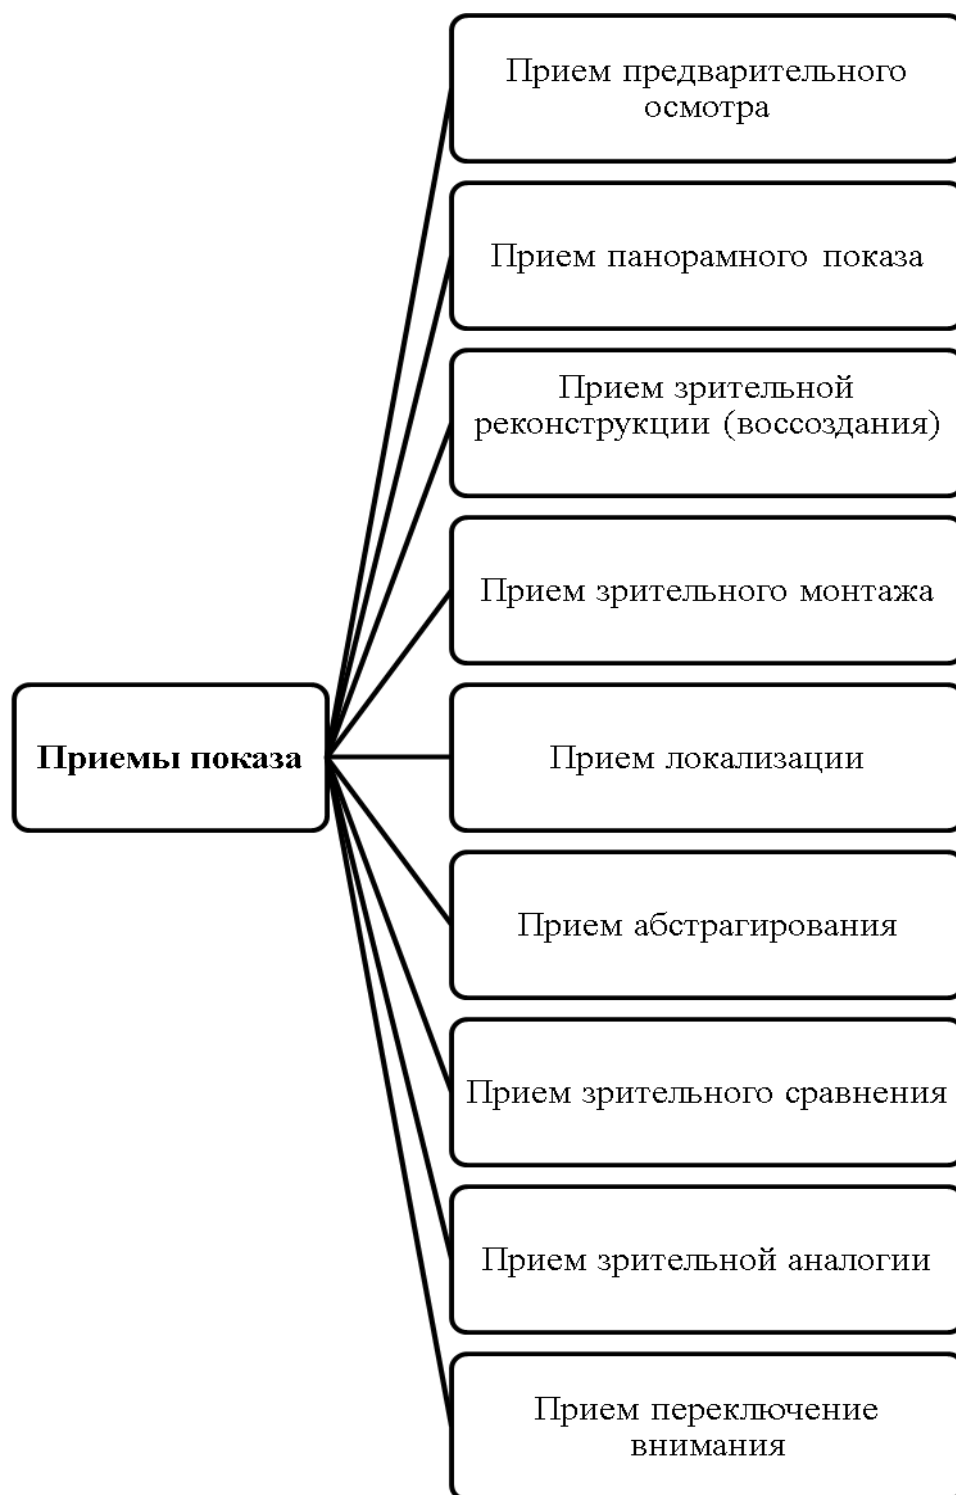 Прием предварительного
осмотра
Прием панорамного показа
Прием зрительной
реконструкции (воссоздания)
Прием зрительного монтажа
Приемы показа
Прием локализации
Прием абстрагирования
Прием зрительного сравнения
Прием зрительной аналогии
Прием переключение
внимания